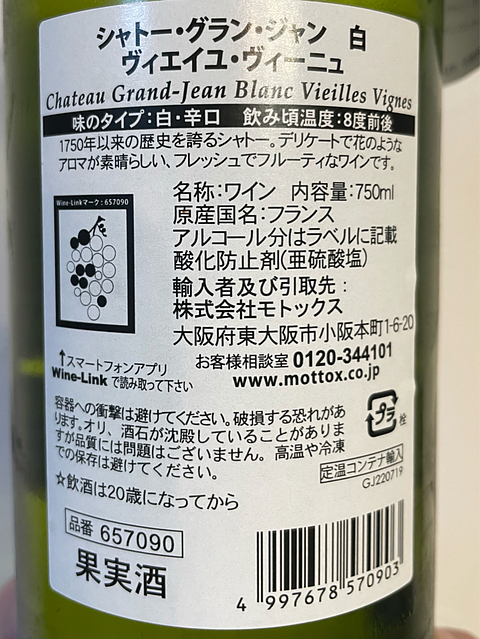 シャトー・グラン・ジャン 白
ヴィエイユ・ヴィーニュ
Chateau Grand-Jean Blanc Vieilles Vignes
味のタイプ:白・辛口 飲み頃温度:8度前後
1750年以来の歴史を誇るシャトー。デリケートで花のような
アロマが素晴らしい、フレッシュでフルーティなワインです。
Wine-Linkマーク:657090
名称:ワイン 内容量:750ml
原産国名:フランス
アルコール分はラベルに記載
酸化防止剤(亜硫酸塩)
輸入者及び引取先:
株式会社モトックス
大阪府東大阪市小阪本町1-6-20
↑スマートフォンアプリ
Wine-Linkで読み取って下さい
お客様相談室 0120-344101
www.mottox.co.jp
容器への衝撃は避けてください。破損する恐れがあ
ります。オリ、酒石が沈殿していることがありま
すが品質には問題はございません。高温や冷凍
での保存は避けてください。
プラ 栓
定温コンテナ輸入
GJ220719
☆飲酒は20歳になってから
品番 657090
果実酒
4 997678 570903